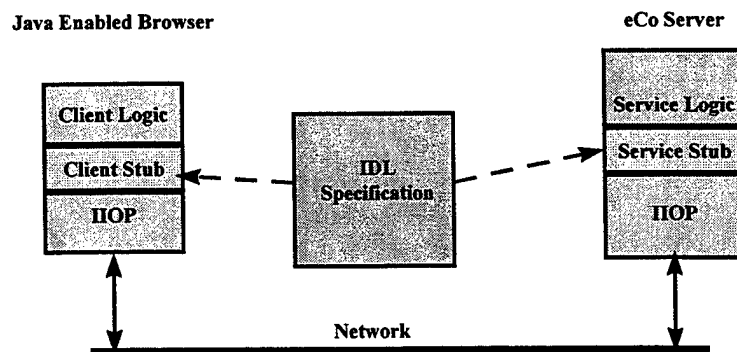 Java Enabled Browser
eCo Server
Client Logic
Client Stub
IIOP
IDL
Specification
Service Logic
Service Stub
IIOP
Network